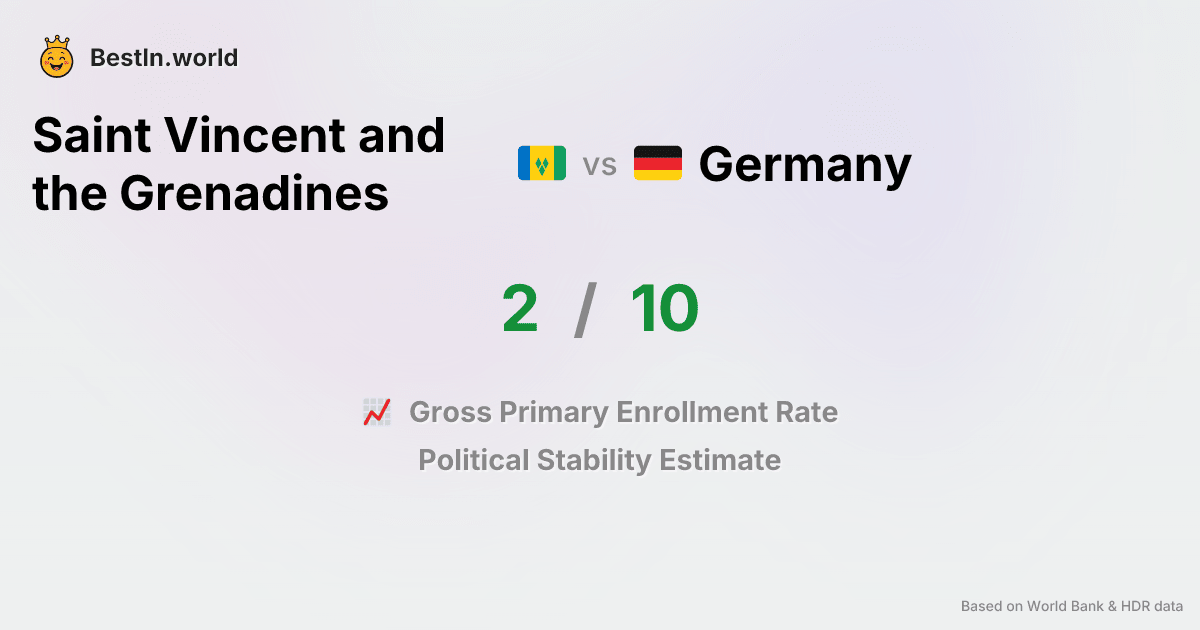 BestIn.world
Saint Vincent and
the Grenadines
vs
Germany
2 / 10
Gross Primary Enrollment Rate
Political Stability Estimate
Based on World Bank & HDR data